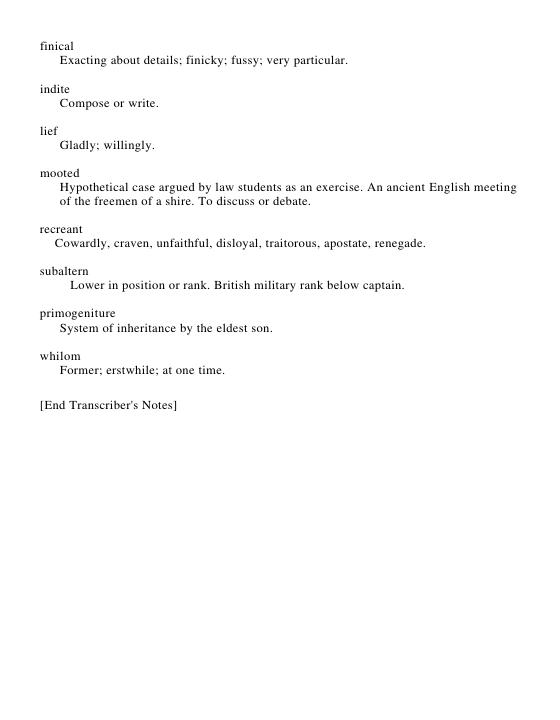 finical
Exacting about details; finicky; fussy; very particular.
indite
Compose or write.
lief
Gladly; willingly.
mooted
Hypothetical case argued by law students as an exercise. An ancient English meeting
of the freemen of a shire. To discuss or debate.
recreant
Cowardly, craven, unfaithful, disloyal, traitorous, apostate, renegade.
subaltern
Lower in position or rank. British military rank below captain.
primogeniture
System of inheritance by the eldest son.
whilom
Former; erstwhile; at one time.
[End Transcriber's Notes]